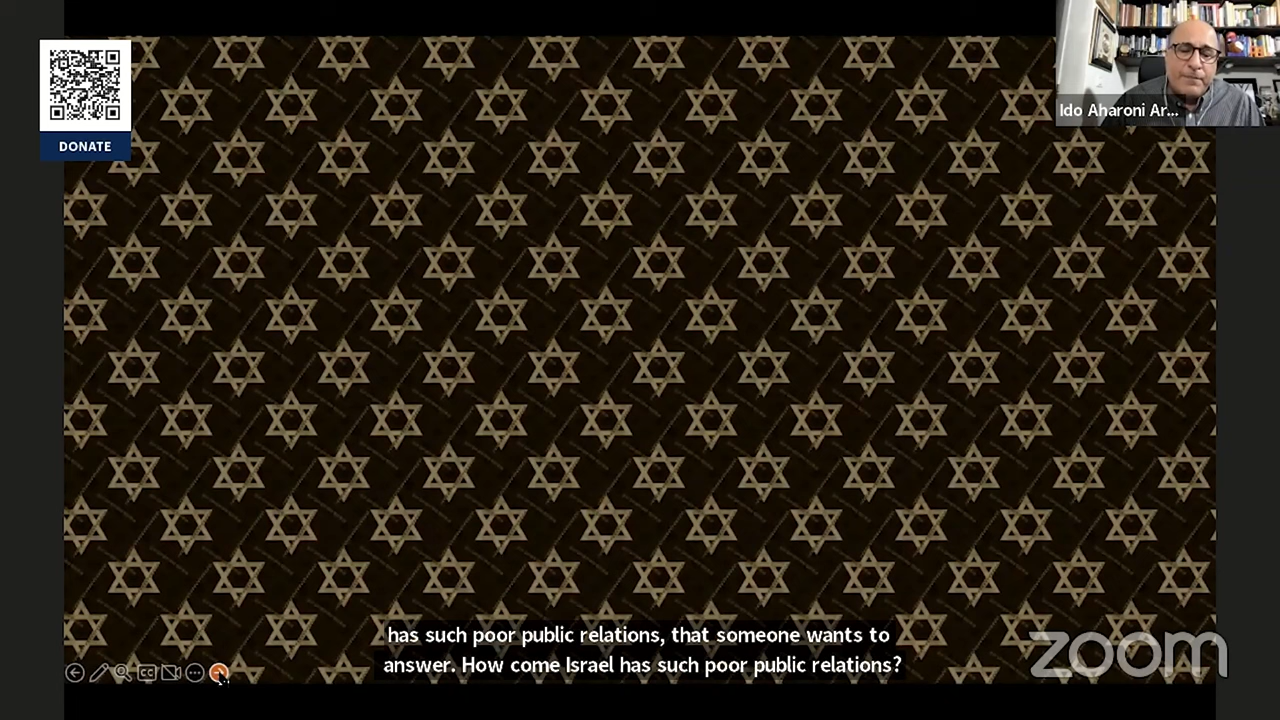 DONATE
Ido Aharoni Ar...
has such poor public relations, that someone wants to
answer. How come Israel has such poor public relations?
CC
zoom